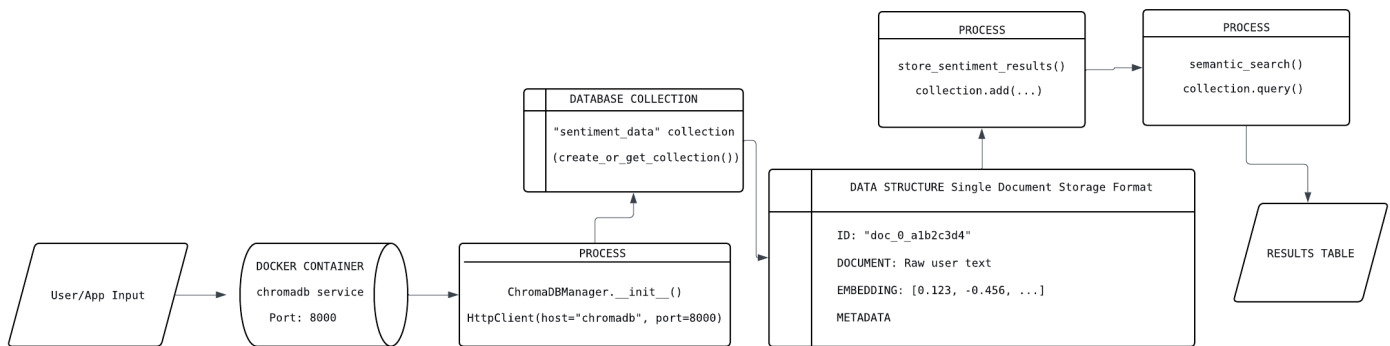 User/App Input
DOCKER CONTAINER
chromadb service
Port: 8000
PROCESS
ChromaDBManager.__init__()
HttpClient(host="chromadb", port=8000)
DATABASE COLLECTION
"sentiment_data" collection
(create_or_get_collection())
DATA STRUCTURE Single Document Storage Format
ID: "doc_0_a1b2c3d4"
DOCUMENT: Raw user text
EMBEDDING: [0.123, -0.456, ...]
METADATA
PROCESS
store_sentiment_results()
collection.add(...)
PROCESS
semantic_search()
collection.query()
RESULTS TABLE